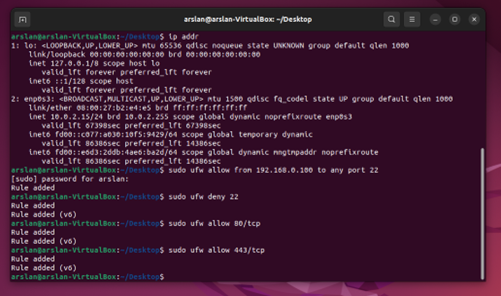 arslan@arslan-VirtualBox: ~/Desktop
arslan@arslan-VirtualBox:~/Desktop$ ip addr
1: lo: <LOOPBACK,UP,LOWER_UP> mtu 65536 qdisc noqueue state UNKNOWN group default qlen 1000
link/loopback 00:00:00:00:00:00 brd 00:00:00:00:00:00
inet 127.0.0.1/8 scope host lo
valid_lft forever preferred_lft forever
inet6 ::1/128 scope host
valid_lft forever preferred_lft forever
2: enp0s3: <BROADCAST,MULTICAST,UP,LOWER_UP> mtu 1500 qdisc fq_codel state UP group default qlen 1000
link/ether 08:00:27:b2:e4:e5 brd ff:ff:ff:ff:ff:ff
inet 10.0.2.15/24 brd 10.0.2.255 scope global dynamic noprefixroute enp0s3
valid_lft 67398sec preferred_lft 67398sec
inet6 fd00::c077:a030:10f5:9429/64 scope global temporary dynamic
valid_lft 86385sec preferred_lft 14386sec
inet6 fd00::e6d3:2ddb:4ae6:ba2d/64 scope global dynamic mngtmpaddr noprefixroute
valid_lft 86385sec preferred_lft 14386sec
arslan@arslan-VirtualBox:~/Desktop$ sudo ufw allow from 192.168.0.100 to any port 22
[sudo] password for arslan:
Rule added
arslan@arslan-VirtualBox:~/Desktop$ sudo ufw deny 22
Rule added
Rule added (v6)
arslan@arslan-VirtualBox:~/Desktop$ sudo ufw allow 80/tcp
Rule added
Rule added (v6)
arslan@arslan-VirtualBox:~/Desktop$ sudo ufw allow 443/tcp
Rule added
Rule added (v6)
arslan@arslan-VirtualBox:~/Desktop$